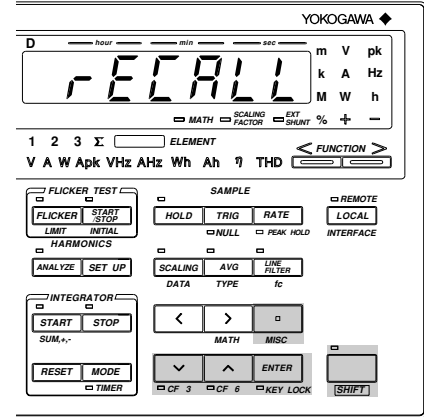 YOKOGAWA
D hour min sec m V pk
rECALL k A Hz
M W h
MATH SCALING FACTOR EXT SHUNT % + −
1 2 3 Σ ELEMENT < FUNCTION >
V A W Apk VHz AHz Wh Ah η THD
FLICKER TEST SAMPLE REMOTE
FLICKER START /STOP HOLD TRIG RATE LOCAL
LIMIT INITIAL NULL PEAK HOLD INTERFACE
HARMONICS
ANALYZE SET UP SCALING AVG LINE FILTER
DATA TYPE fc
INTEGRATOR
START STOP < >
SUM,+,- MATH MISC
RESET MODE ENTER
TIMER CF 3 CF 6 KEY LOCK SHIFT